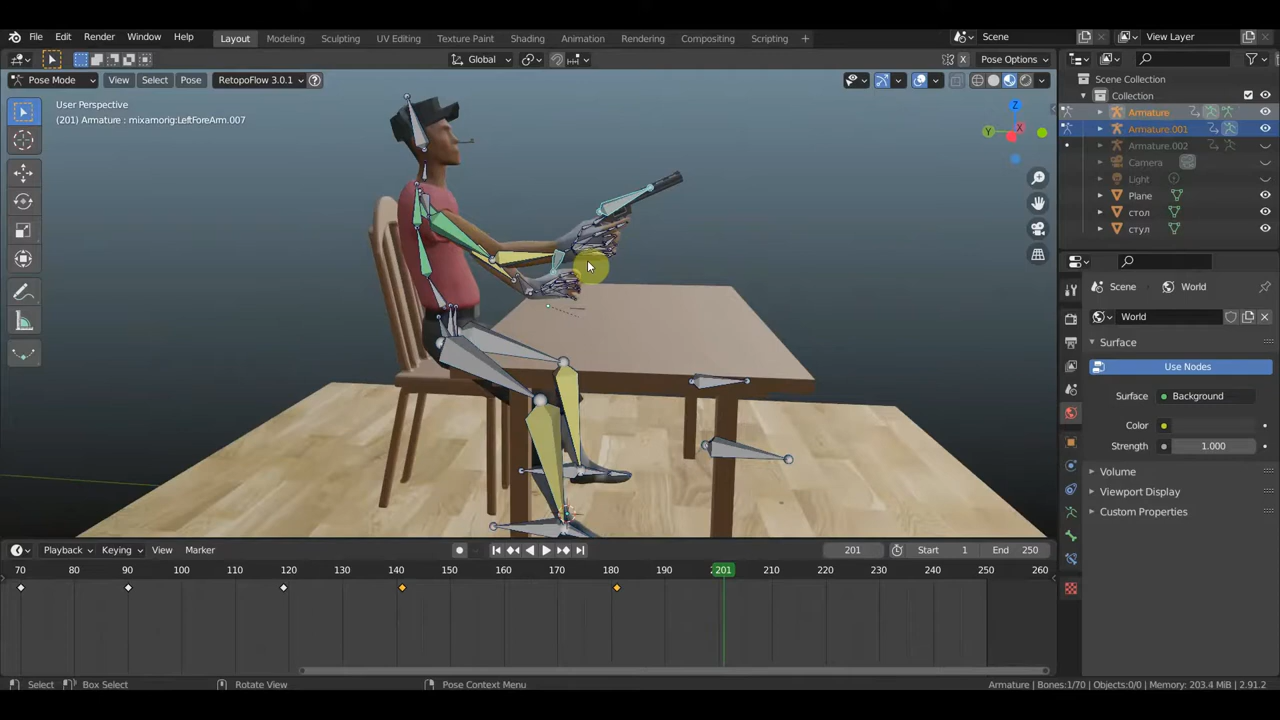 File Edit Render Window Help Layout Modeling Sculpting UV Editing Texture Paint Shading Animation Rendering Compositing Scripting + Scene View Layer
Global Pose Options
Pose Mode View Select Pose RetopoFlow 3.0.1
User Perspective
(201) Armature : mixamorig:LeftForeArm.007
Z
Y
X
Scene Collection
Collection
Armature
Armature.001
Armature.002
Camera
Light
Plane
стол
стул
Scene World
World
Surface
Use Nodes
Surface Background
Color
Strength 1.000
Volume
Viewport Display
Custom Properties
Playback Keying View Marker 201 Start 1 End 250
70 80 90 100 110 120 130 140 150 160 170 180 190 201 210 220 230 240 250 260
Select Box Select Rotate View Pose Context Menu Armature | Bones:1/70 | Objects:0/0 | Memory: 203.4 MiB | 2.91.2